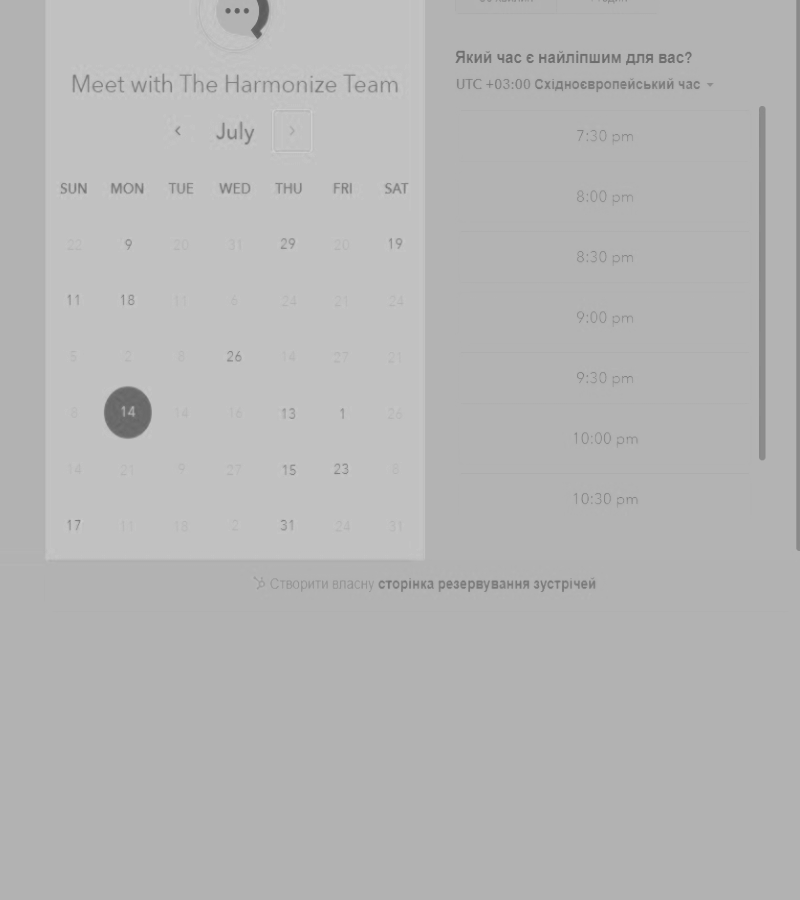 Meet with The Harmonize Team
July
SUN MON TUE WED THU FRI SAT
22 9 20 31 29 20 19
11 18 11 6 24 21 24
5 2 8 26 14 27 21
8 14 14 16 13 1 26
14 21 9 27 15 23 8
17 11 18 2 31 24 31
Який час є найліпшим для вас?
UTC +03:00 Східноєвропейський час
7:30 pm
8:00 pm
8:30 pm
9:00 pm
9:30 pm
10:00 pm
10:30 pm
Створити власну сторінка резервування зустрічей